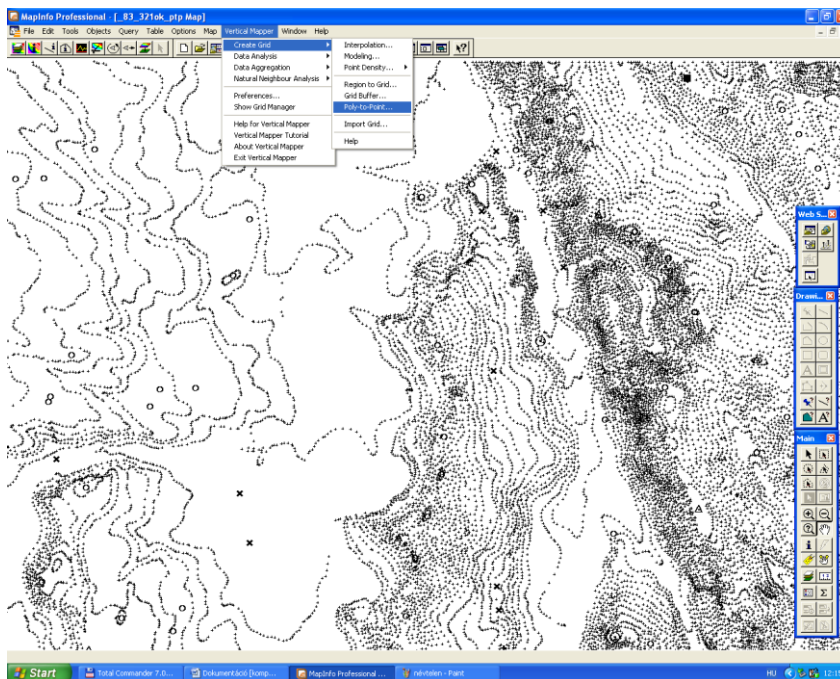 MapInfo Professional - [_83_321ok_ptp Map]
File Edit Tools Objects Query Table Options Map Vertical Mapper Window Help
Create Grid
Data Analysis
Data Aggregation
Natural Neighbour Analysis
Preferences...
Show Grid Manager
Help for Vertical Mapper
Vertical Mapper Tutorial
About Vertical Mapper
Exit Vertical Mapper
Interpolation...
Modeling...
Point Density...
Region to Grid...
Grid Buffer...
Poly-to-Point...
Import Grid...
Help
Web S...
Drawi...
Main
Start Total Commander 7.0... Dokumentáció [komp... MapInfo Professional ... névtelen - Paint HU